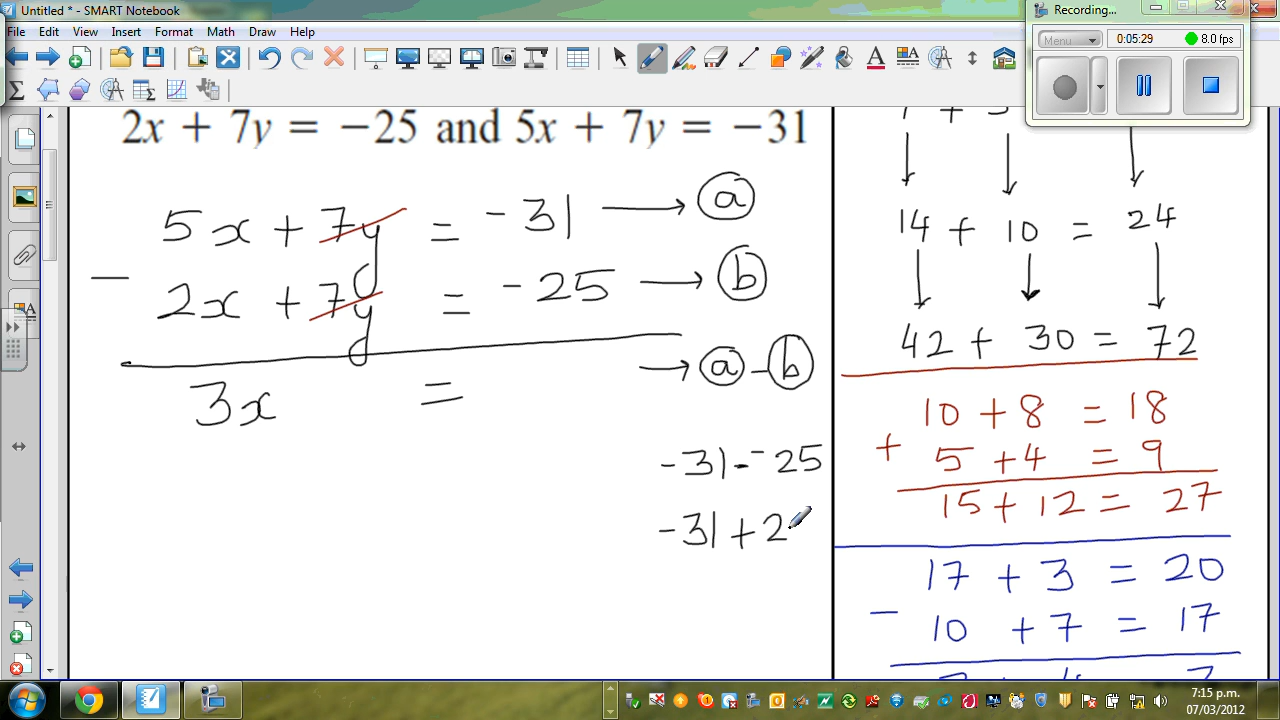 Untitled * - SMART Notebook
Recording...
File Edit View Insert Format Math Draw Help
Menu 00:05:29 8.0 fps
2x + 7y = −25 and 5x + 7y = −31
5x + 7y = -31 → a
- 2x + 7y = -25 → b
3x = → a - b
-31 - -25
-31 + 2
14 + 10 = 24
42 + 30 = 72
10 + 8 = 18
+ 5 + 4 = 9
15 + 12 = 27
17 + 3 = 20
- 10 + 7 = 17
7:15 p.m.
07/03/2012